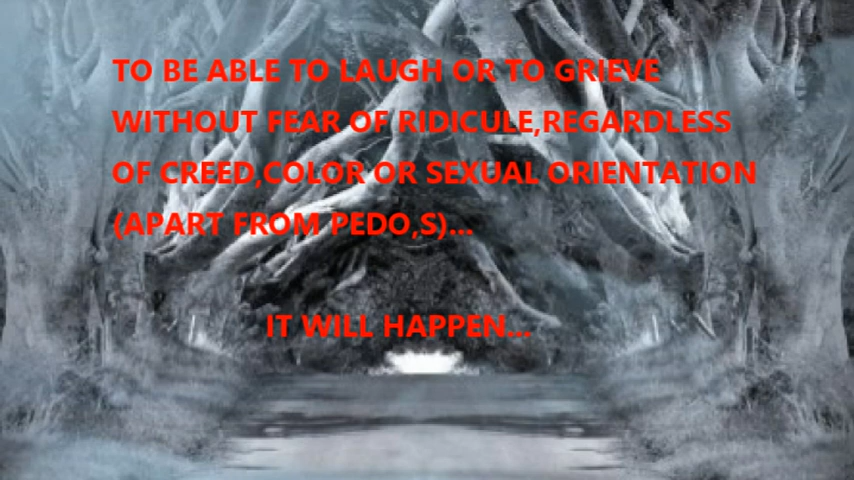 TO BE ABLE TO LAUGH OR TO GRIEVE
WITHOUT FEAR OF RIDICULE,REGARDLESS
OF CREED,COLOR OR SEXUAL ORIENTATION
(APART FROM PEDO,S)...
IT WILL HAPPEN...